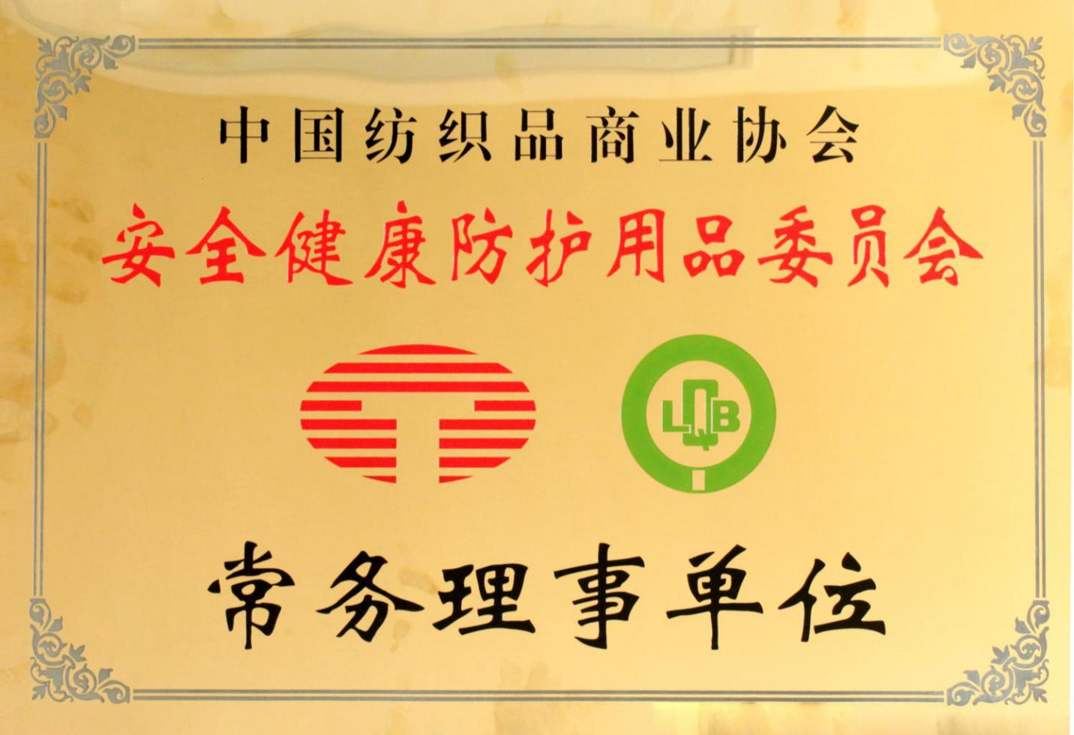 中国纺织品商业协会
安全健康防护用品委员会
LQB
常务理事单位